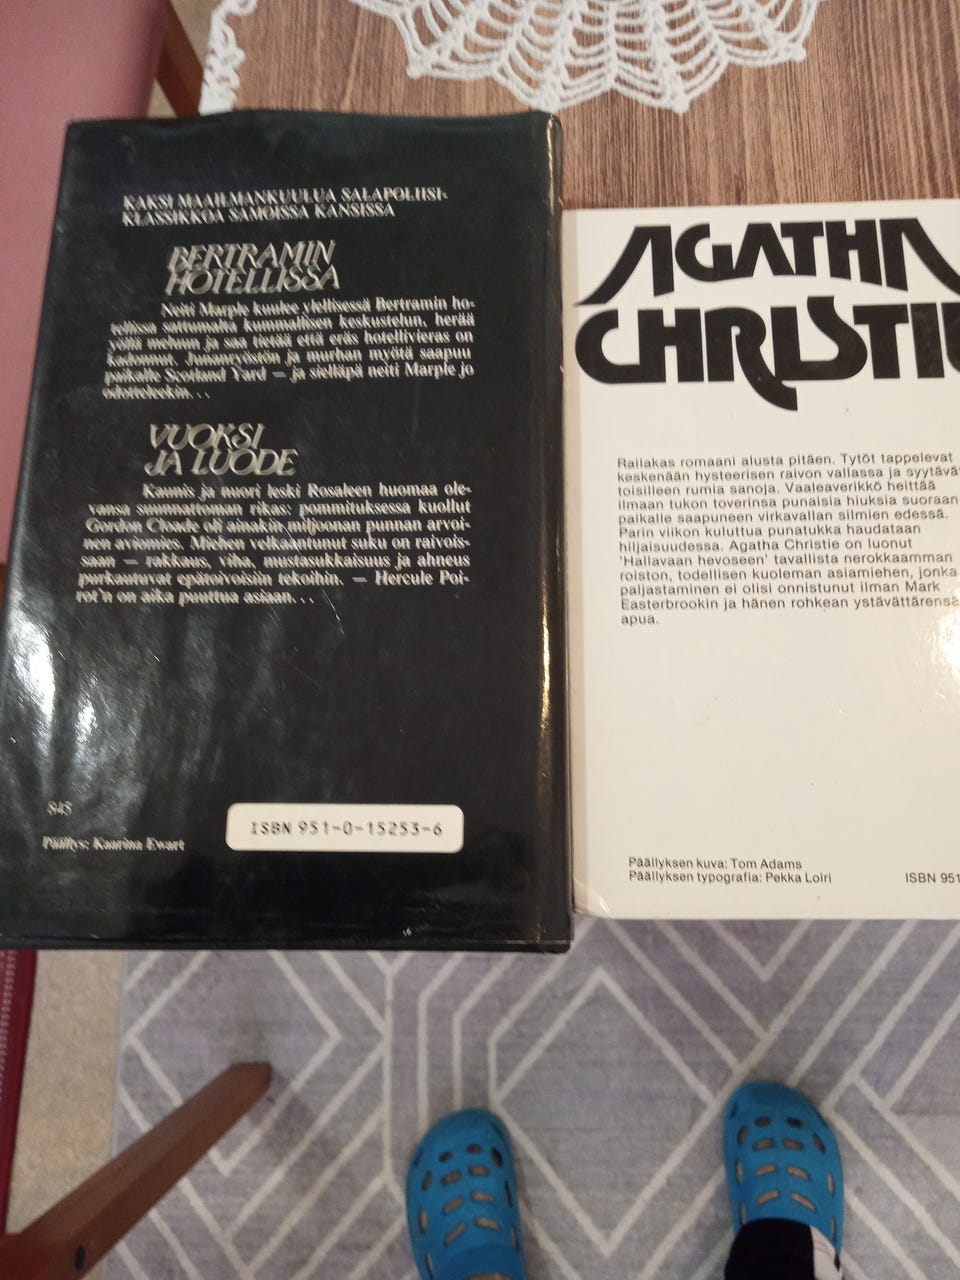 KAKSI MAAILMANKUULUA SALAPOLIISI-
KLASSIKKOA SAMOISSA KANSISSA
BERTRAMIN
HOTELLISSA
Neiti Marple kuulee ylellisessä Bertramin ho-
tellissa sattumalta kummallisen keskustelun, herää
yöllä meluun ja saa tietää että eräs hotellivieras on
kadonnut. Junanryöstön ja murhan myötä saapuu
paikalle Scotland Yard — ja sielläpä neiti Marple jo
odotteleekin...
VUOKSI
JA LUODE
Kaunis ja nuori leski Rosaleen huomaa ole-
vansa suunnattoman rikas: pommituksessa kuollut
Gordon Cloade oli ainakin miljoonan punnan arvoi-
nen aviomies. Miehen velkaantunut suku on raivois-
saan — rakkaus, viha, mustasukkaisuus ja ahneus
purkautuvat epätoivoisiin tekoihin. — Hercule Poi-
rot'n on aika puuttua asiaan...
845
Päällys: Kaarina Ewart
ISBN 951-0-15253-6
AGATHA
CHRISTIE
Railakas romaani alusta pitäen. Tytöt tappelevat
keskenään hysteerisen raivon vallassa ja syytävä
toisilleen rumia sanoja. Vaaleaverikkö heittää
ilmaan tukon toverinsa punaisia hiuksia suoraan
paikalle saapuneen virkavallan silmien edessä.
Parin viikon kuluttua punatukka haudataan
hiljaisuudessa. Agatha Christie on luonut
'Hallavaan hevoseen' tavallista nerokkaamman
roiston, todellisen kuoleman asiamiehen, jonka
paljastaminen ei olisi onnistunut ilman Mark
Easterbrookin ja hänen rohkean ystävättärensä
apua.
Päällyksen kuva: Tom Adams
Päällyksen typografia: Pekka Loiri
ISBN 951